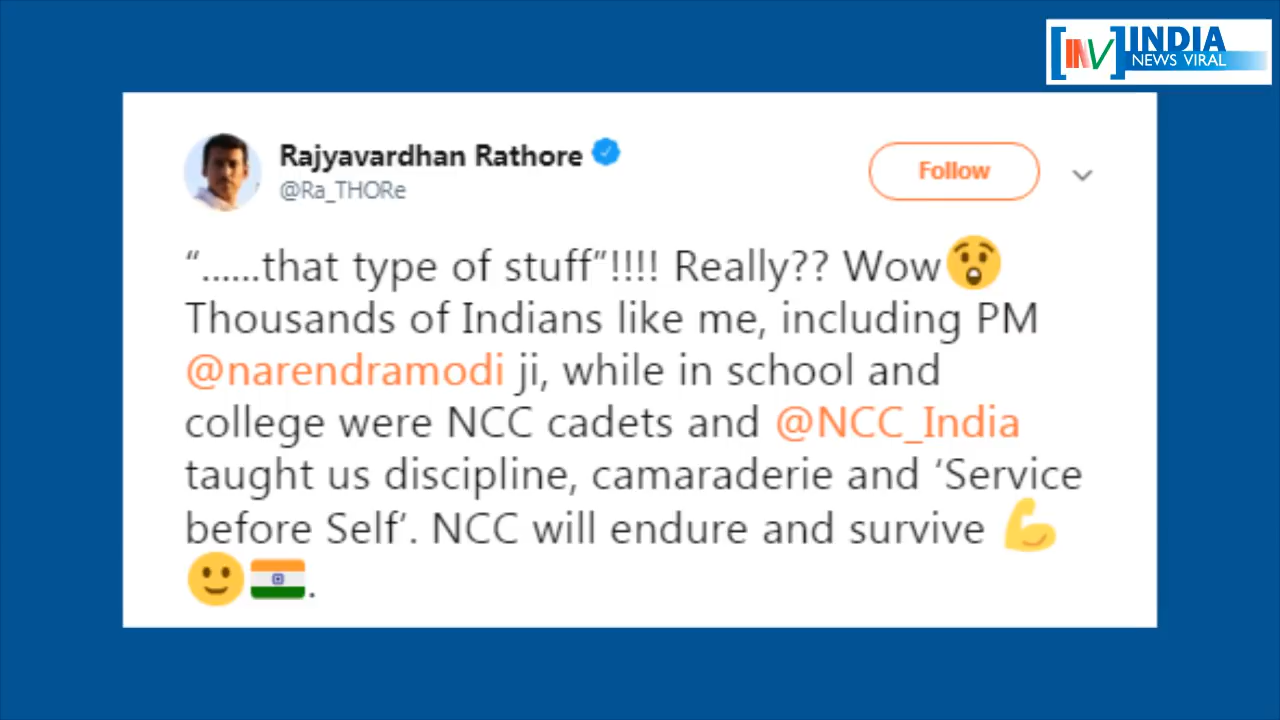 [INV] INDIA
NEWS VIRAL
Rajyavardhan Rathore
@Ra_THORe
Follow
“......that type of stuff”!!!! Really?? Wow😲
Thousands of Indians like me, including PM
@narendramodi ji, while in school and
college were NCC cadets and @NCC_India
taught us discipline, camaraderie and ‘Service
before Self’. NCC will endure and survive 💪
🙂🇮🇳.